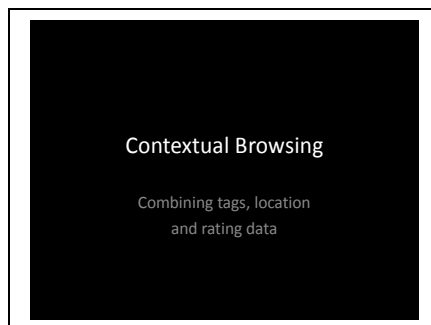 Contextual Browsing
Combining tags, location
and rating data